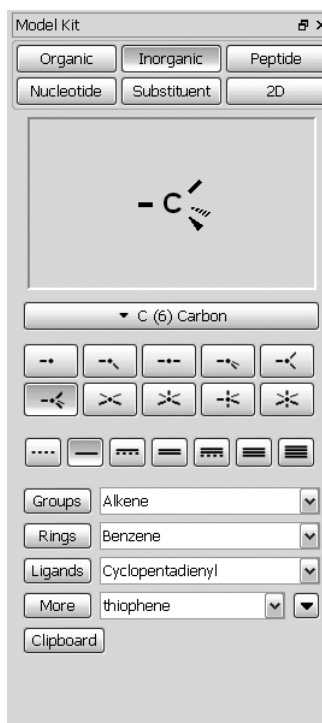 Model Kit
Organic Inorganic Peptide
Nucleotide Substituent 2D
C
C (6) Carbon
Groups Alkene
Rings Benzene
Ligands Cyclopentadienyl
More thiophene
Clipboard